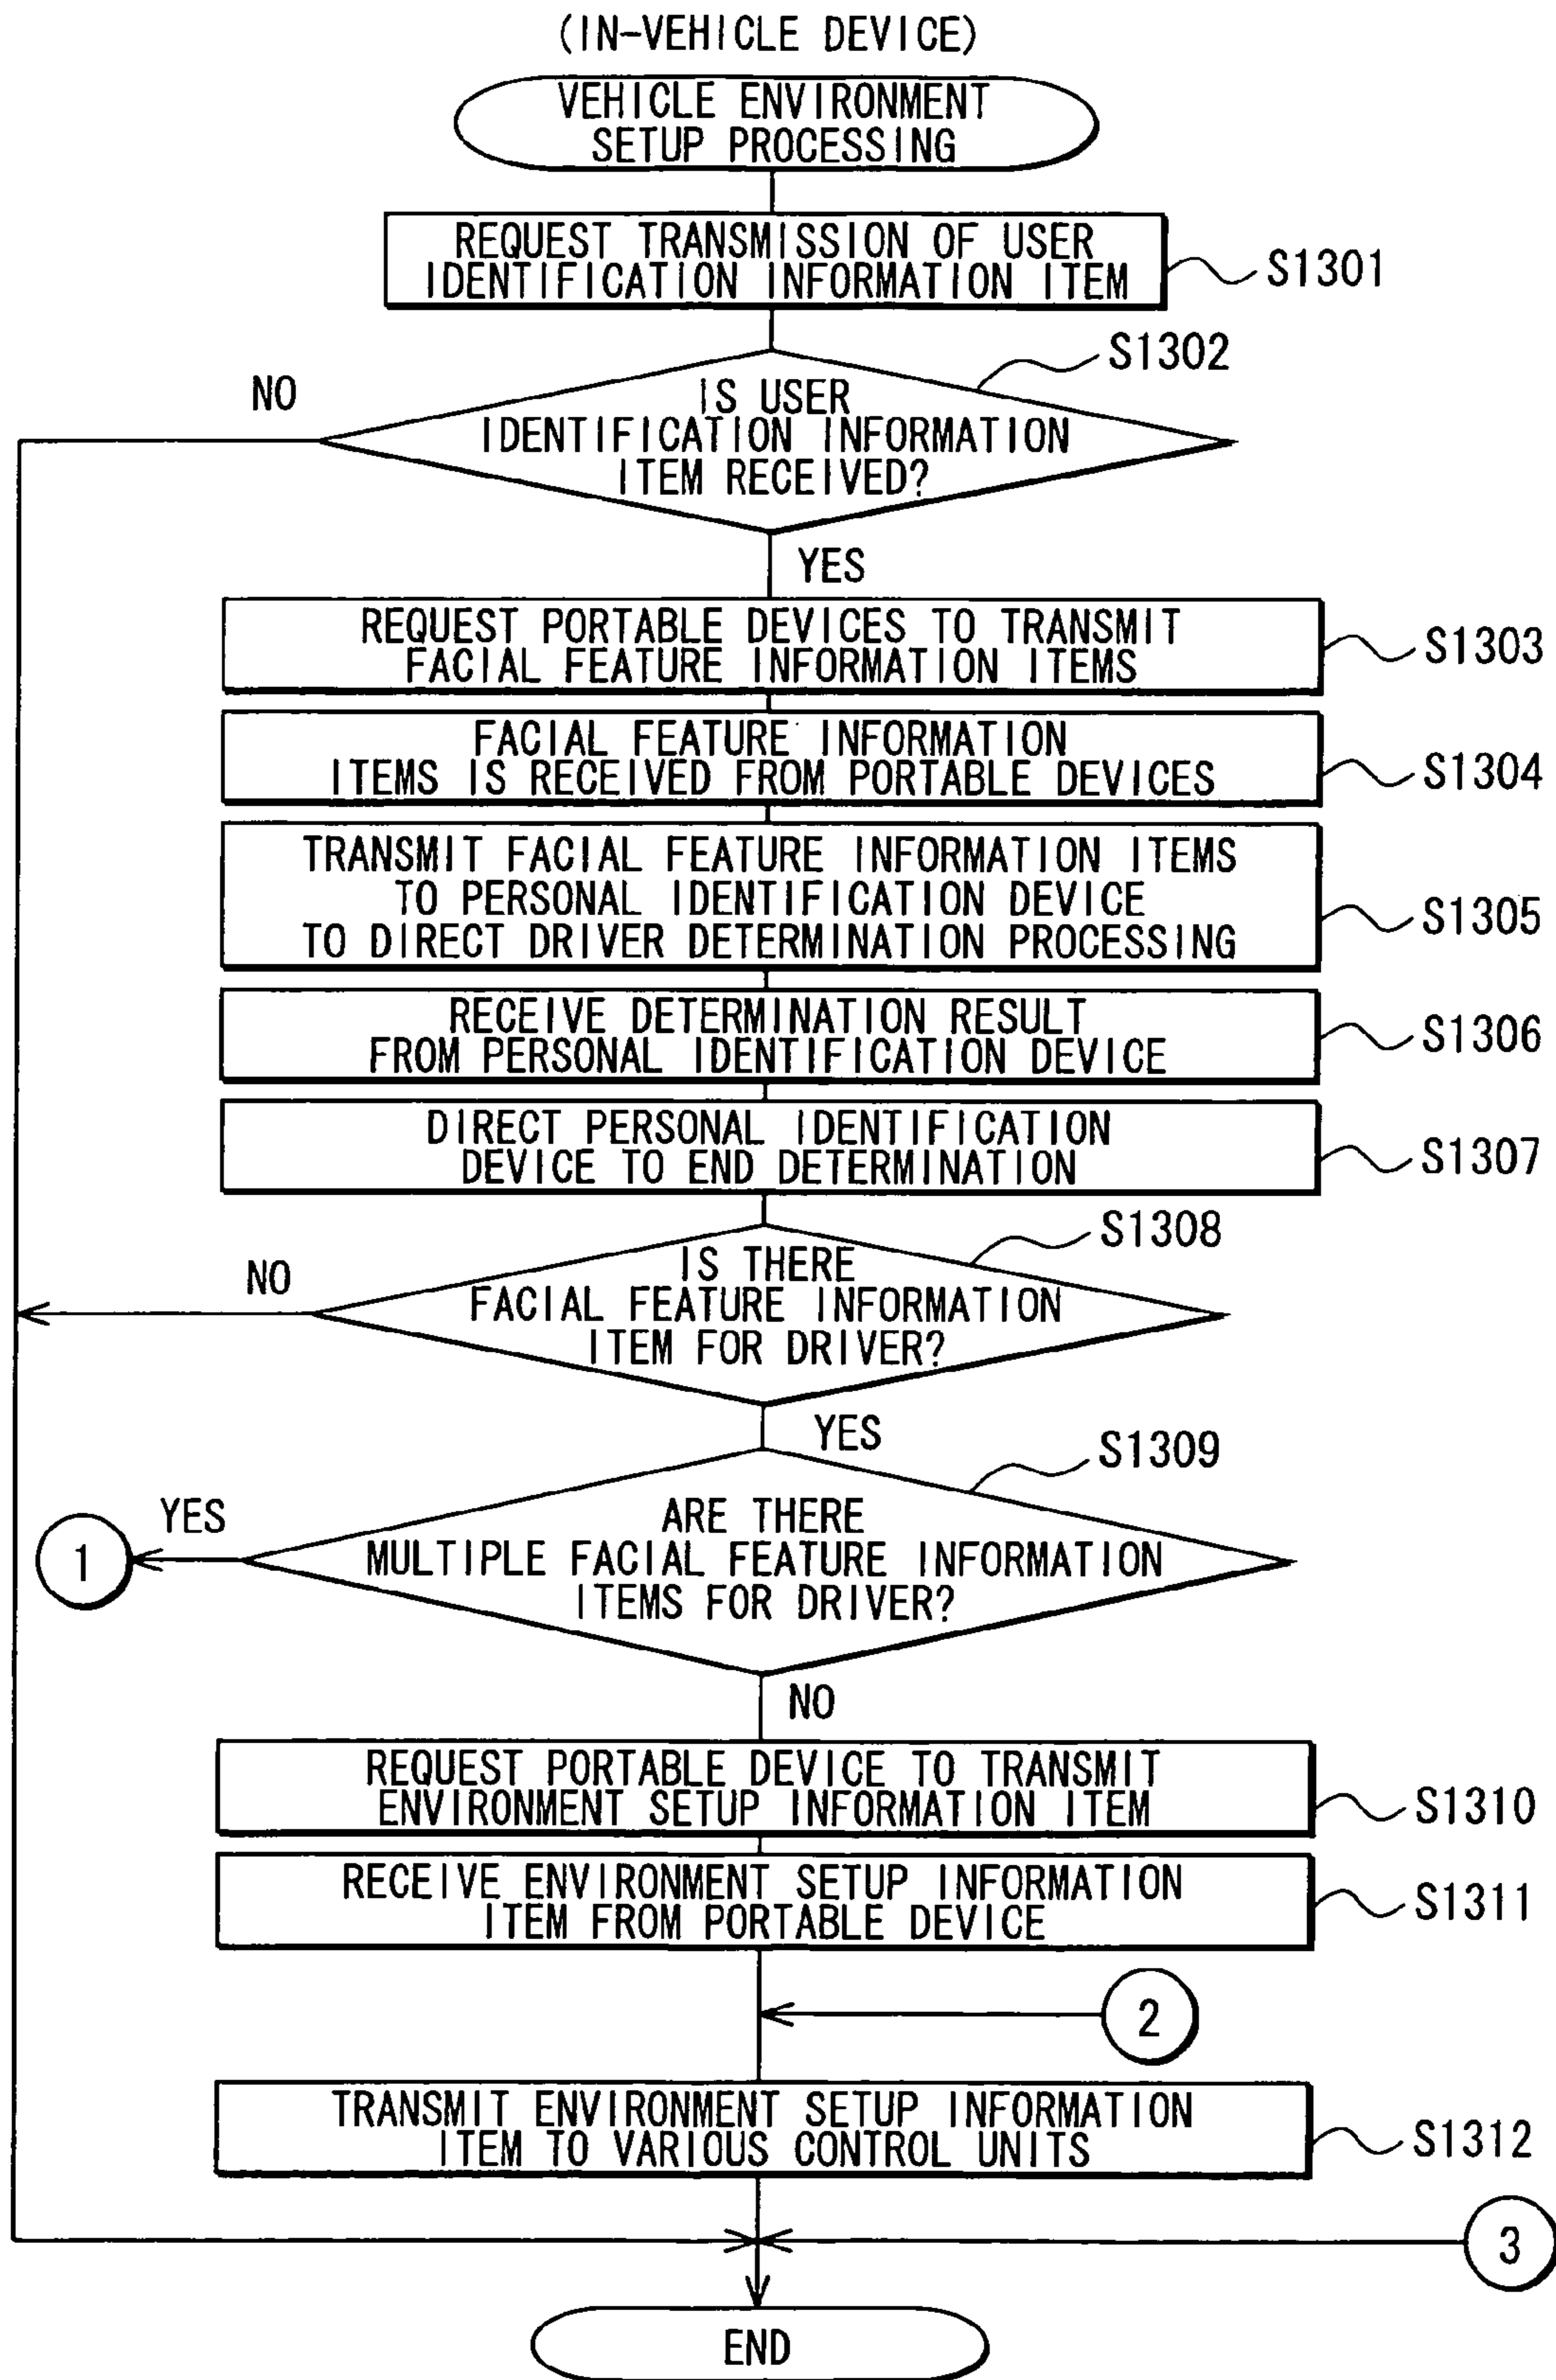 (IN-VEHICLE DEVICE)
VEHICLE ENVIRONMENT
SETUP PROCESSING
REQUEST TRANSMISSION OF USER
IDENTIFICATION INFORMATION ITEM
S1301
S1302
NO
IS USER
IDENTIFICATION INFORMATION
ITEM RECEIVED?
YES
REQUEST PORTABLE DEVICES TO TRANSMIT
FACIAL FEATURE INFORMATION ITEMS
S1303
FACIAL FEATURE INFORMATION
ITEMS IS RECEIVED FROM PORTABLE DEVICES
S1304
TRANSMIT FACIAL FEATURE INFORMATION ITEMS
TO PERSONAL IDENTIFICATION DEVICE
TO DIRECT DRIVER DETERMINATION PROCESSING
S1305
RECEIVE DETERMINATION RESULT
FROM PERSONAL IDENTIFICATION DEVICE
S1306
DIRECT PERSONAL IDENTIFICATION
DEVICE TO END DETERMINATION
S1307
S1308
NO
IS THERE
FACIAL FEATURE INFORMATION
ITEM FOR DRIVER?
YES
S1309
YES
1
ARE THERE
MULTIPLE FACIAL FEATURE INFORMATION
ITEMS FOR DRIVER?
NO
REQUEST PORTABLE DEVICE TO TRANSMIT
ENVIRONMENT SETUP INFORMATION ITEM
S1310
RECEIVE ENVIRONMENT SETUP INFORMATION
ITEM FROM PORTABLE DEVICE
S1311
2
TRANSMIT ENVIRONMENT SETUP INFORMATION
ITEM TO VARIOUS CONTROL UNITS
S1312
3
END